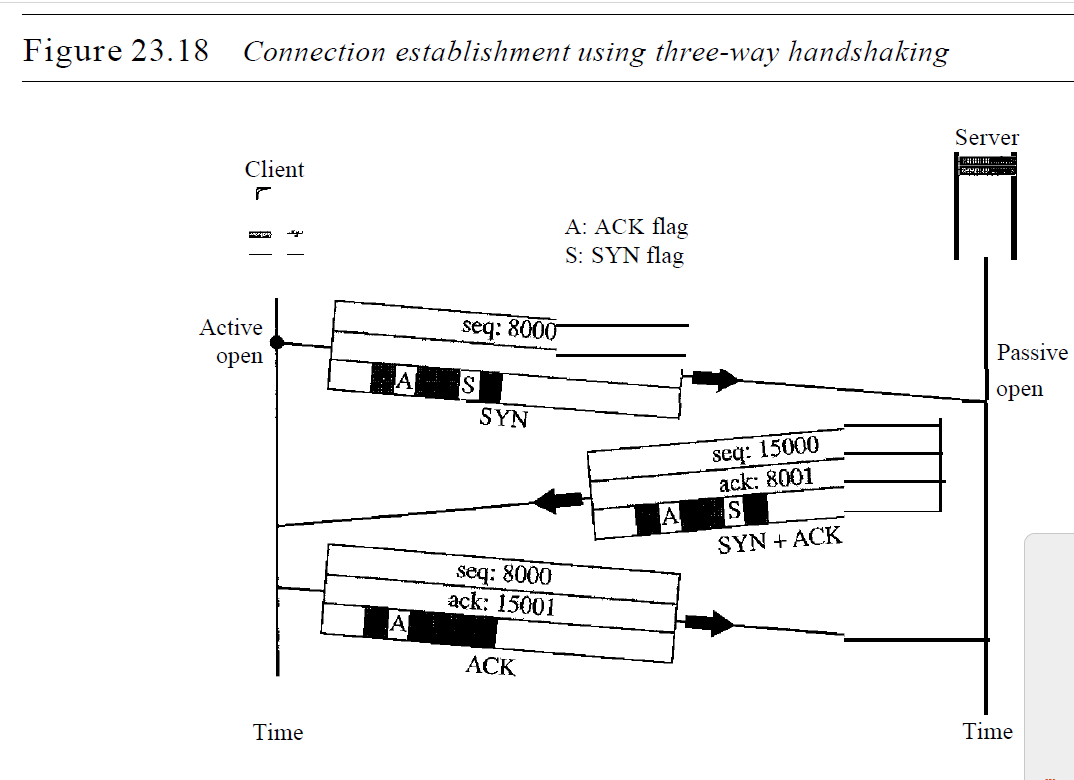 Figure 23.18 Connection establishment using three-way handshaking
Server
Client
A: ACK flag
S: SYN flag
Active
open
seq: 8000
A S
SYN
Passive
open
seq: 15000
ack: 8001
A S
SYN + ACK
seq: 8000
ack: 15001
A
ACK
Time
Time